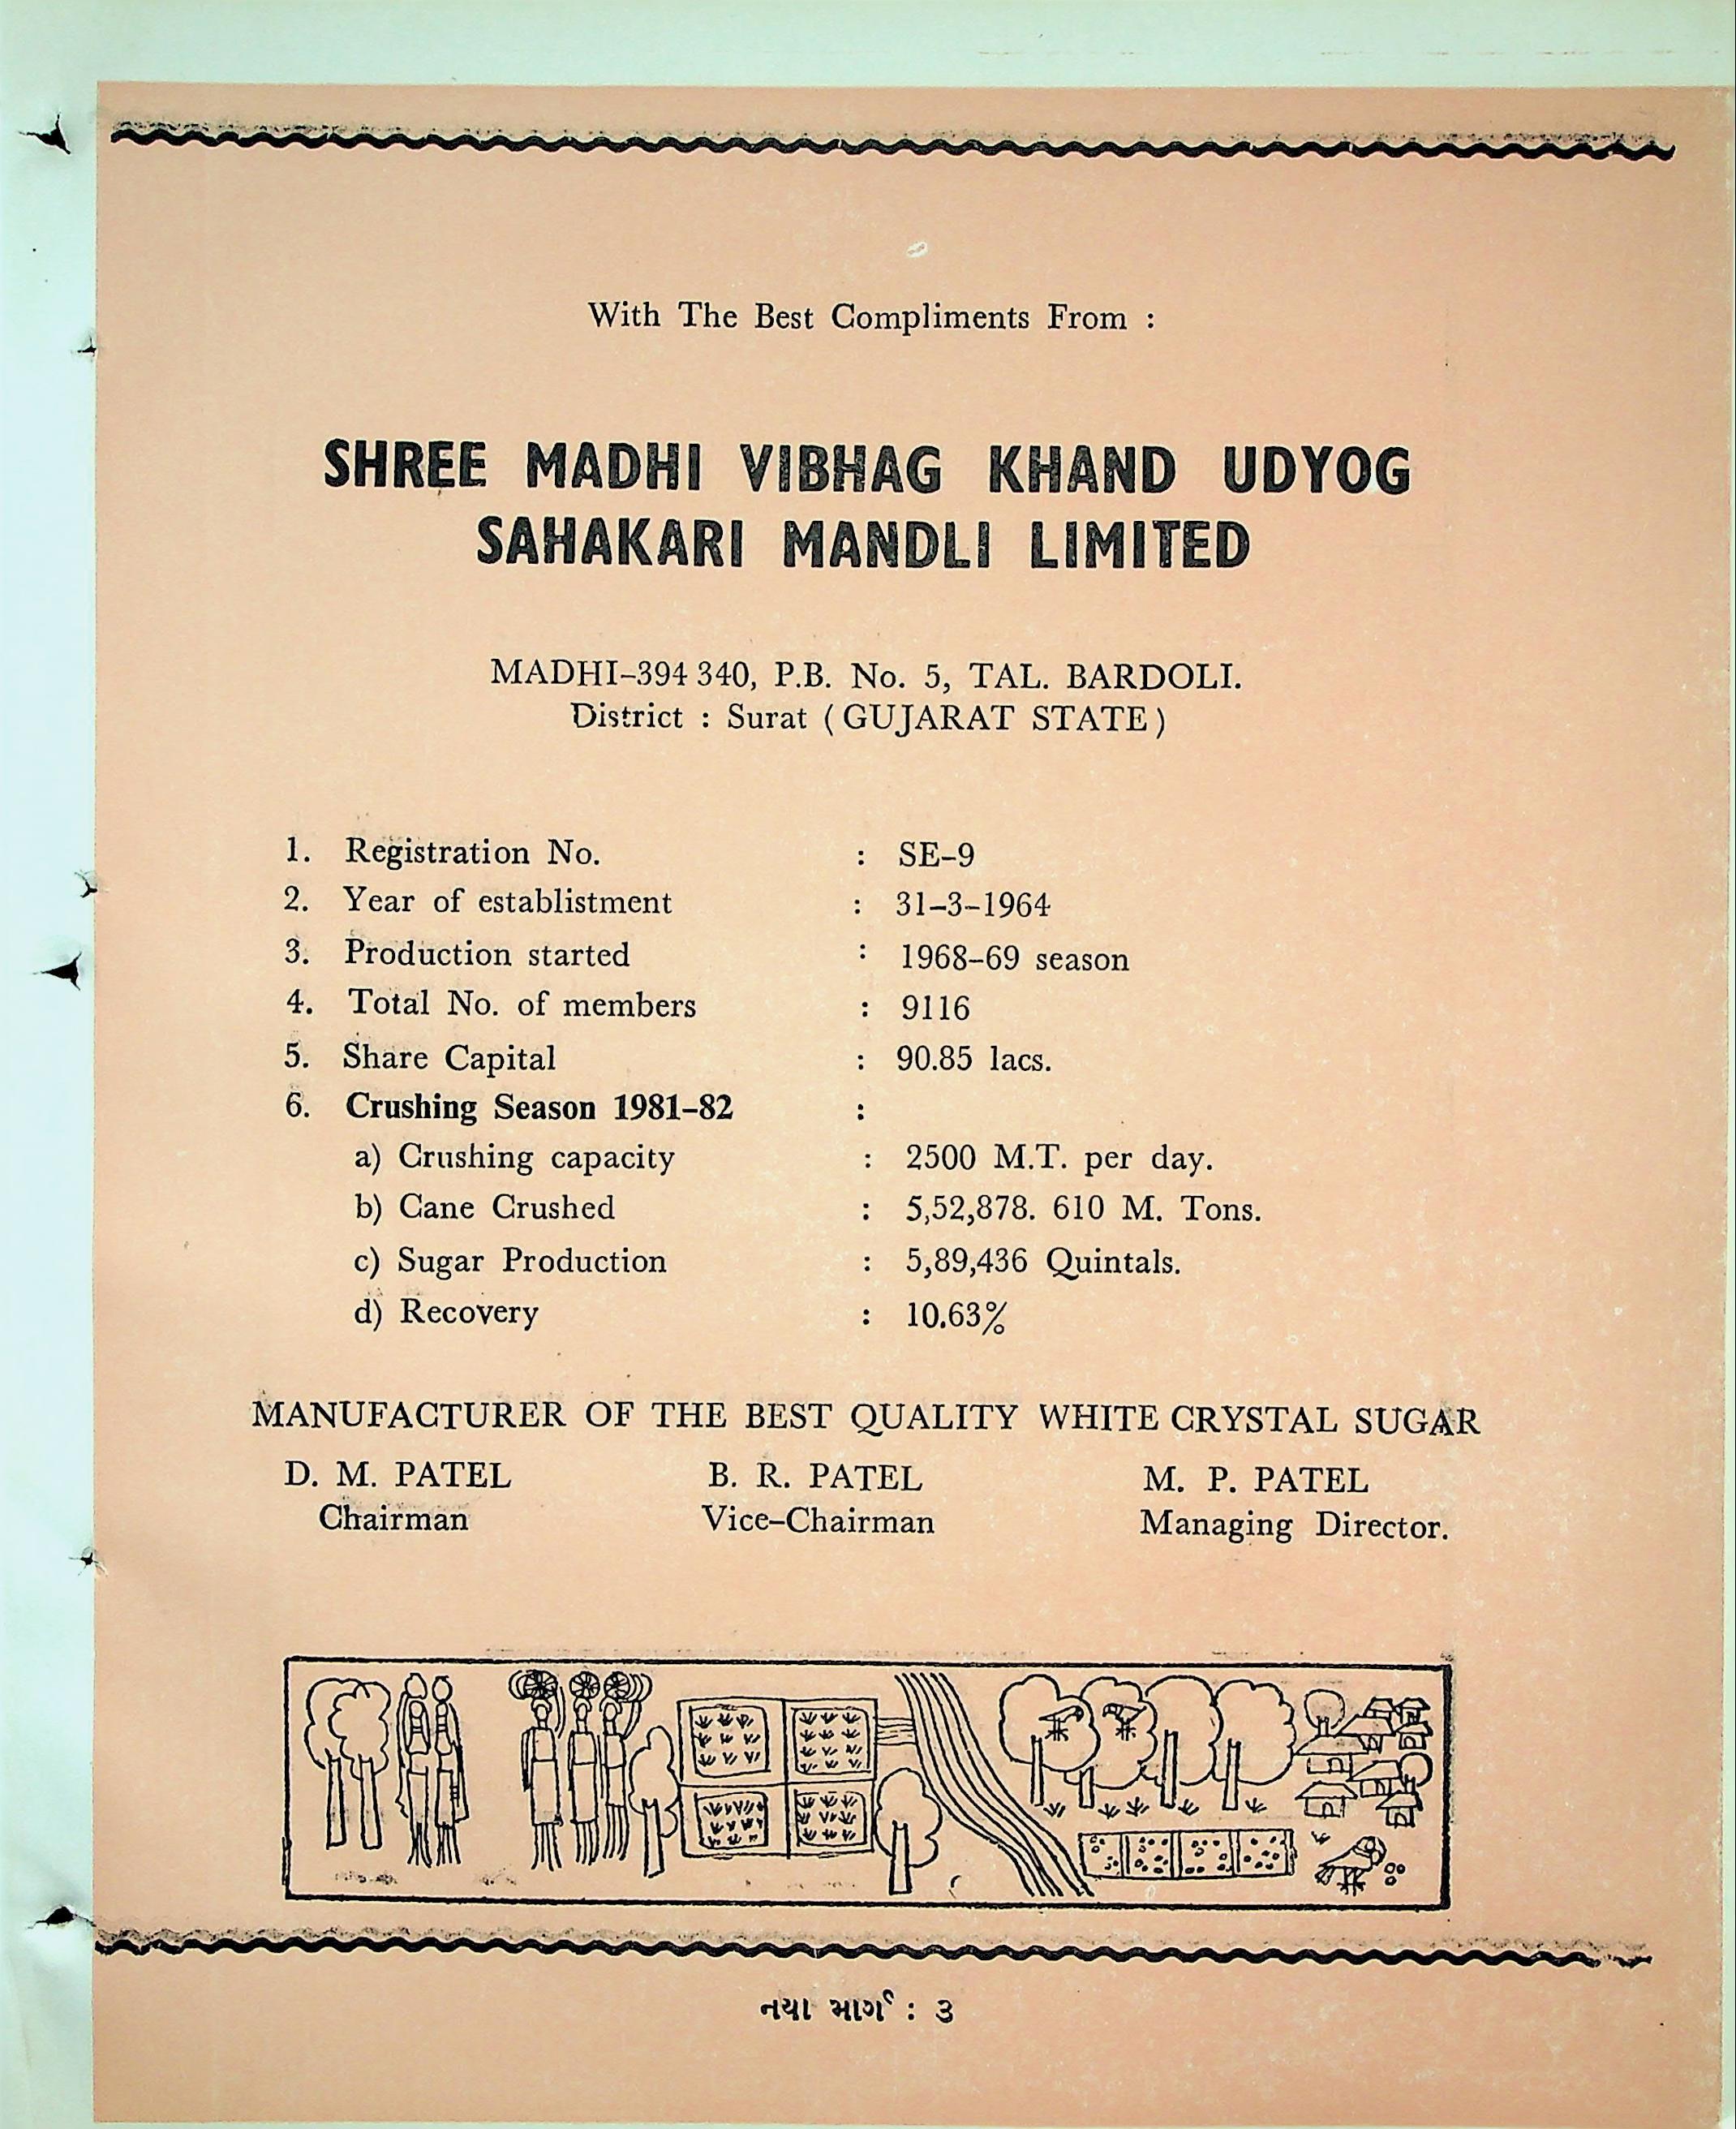 With The Best Compliments From :
SHREE MADHI VIBHAG KHAND UDYOG
SAHAKARI MANDLI LIMITED
MADHI-394 340, P.B. No. 5, TAL. BARDOLI.
District : Surat ( GUJARAT STATE )
1. Registration No. : SE-9
2. Year of establistment : 31-3-1964
3. Production started : 1968-69 season
4. Total No. of members : 9116
5. Share Capital : 90.85 lacs.
6. Crushing Season 1981-82 :
a) Crushing capacity : 2500 M.T. per day.
b) Cane Crushed : 5,52,878. 610 M. Tons.
c) Sugar Production : 5,89,436 Quintals.
d) Recovery : 10.63%
MANUFACTURER OF THE BEST QUALITY WHITE CRYSTAL SUGAR
D. M. PATEL B. R. PATEL M. P. PATEL
Chairman Vice-Chairman Managing Director.
નયા માર્ગ : ૩